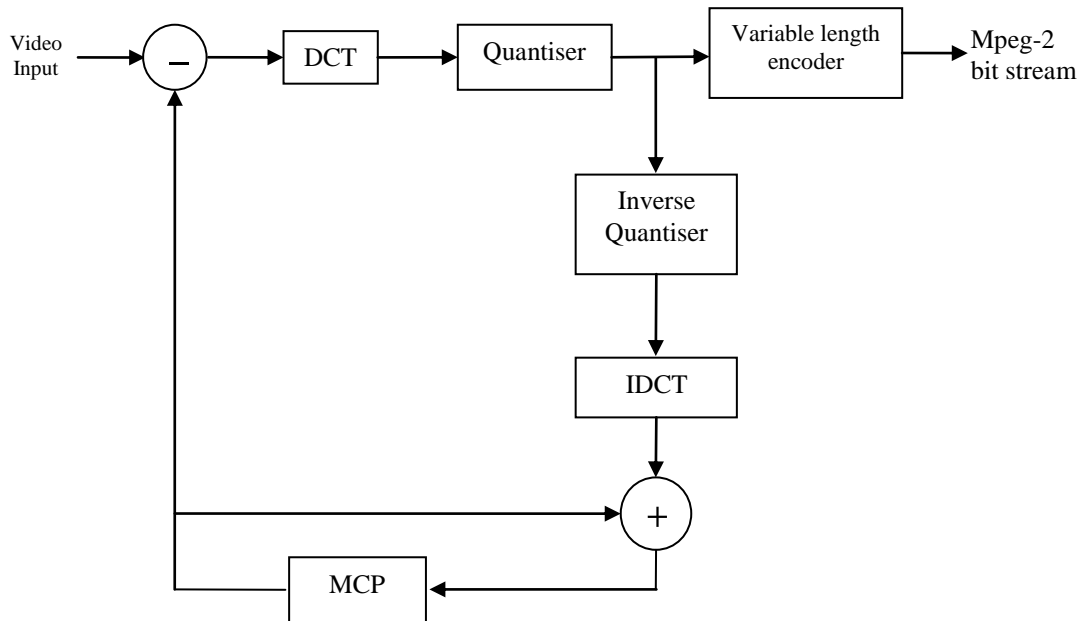 Video
Input
−
DCT
Quantiser
Variable length
encoder
Mpeg-2
bit stream
Inverse
Quantiser
IDCT
+
MCP